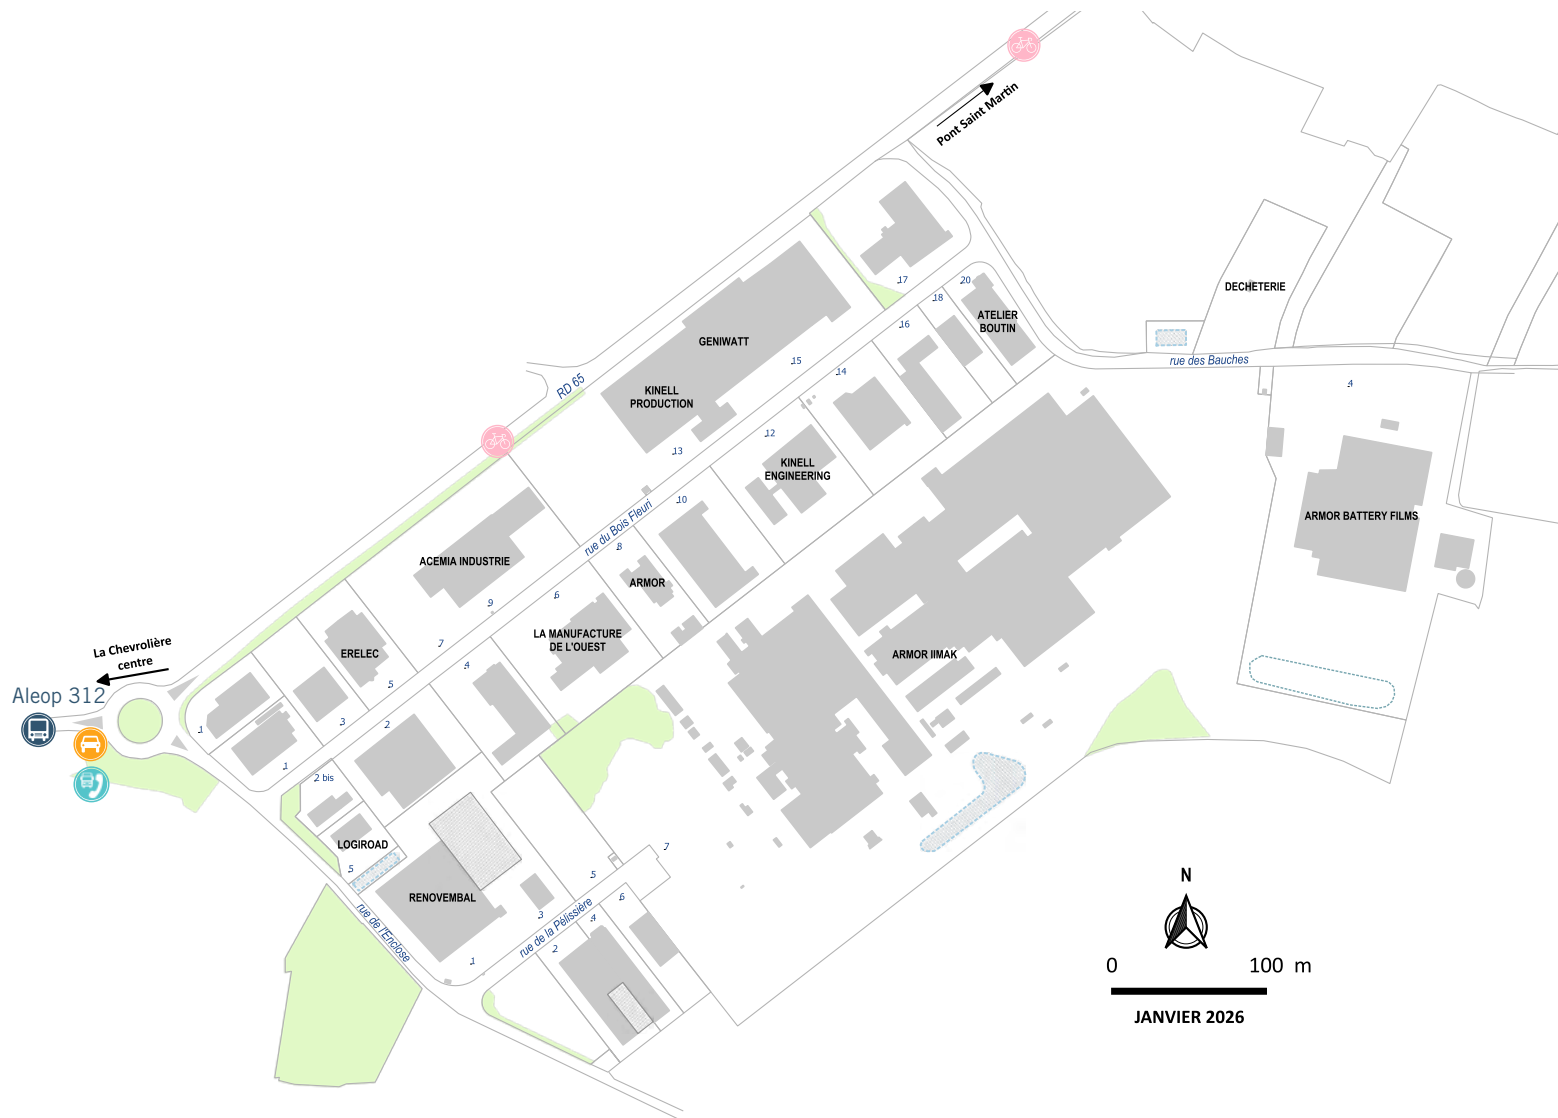 Pont Saint Martin
RD 65
17
20
18
16
ATELIER
BOUTIN
DECHETERIE
rue des Bauches
4
GENIWATT
15
14
KINELL
PRODUCTION
13
12
KINELL
ENGINEERING
10
rue du Bois Fleuri
8
ARMOR
ARMOR BATTERY FILMS
ACEMIA INDUSTRIE
9
6
LA MANUFACTURE
DE L'OUEST
7
4
ERELEC
5
ARMOR IIMAK
La Chevrolière
centre
Aleop 312
1
3
2
1
2 bis
LOGIROAD
5
RENOVEMBAL
rue de l'Enclose
7
5
6
3
4
rue de la Pélissière
2
1
N
0 100 m
JANVIER 2026